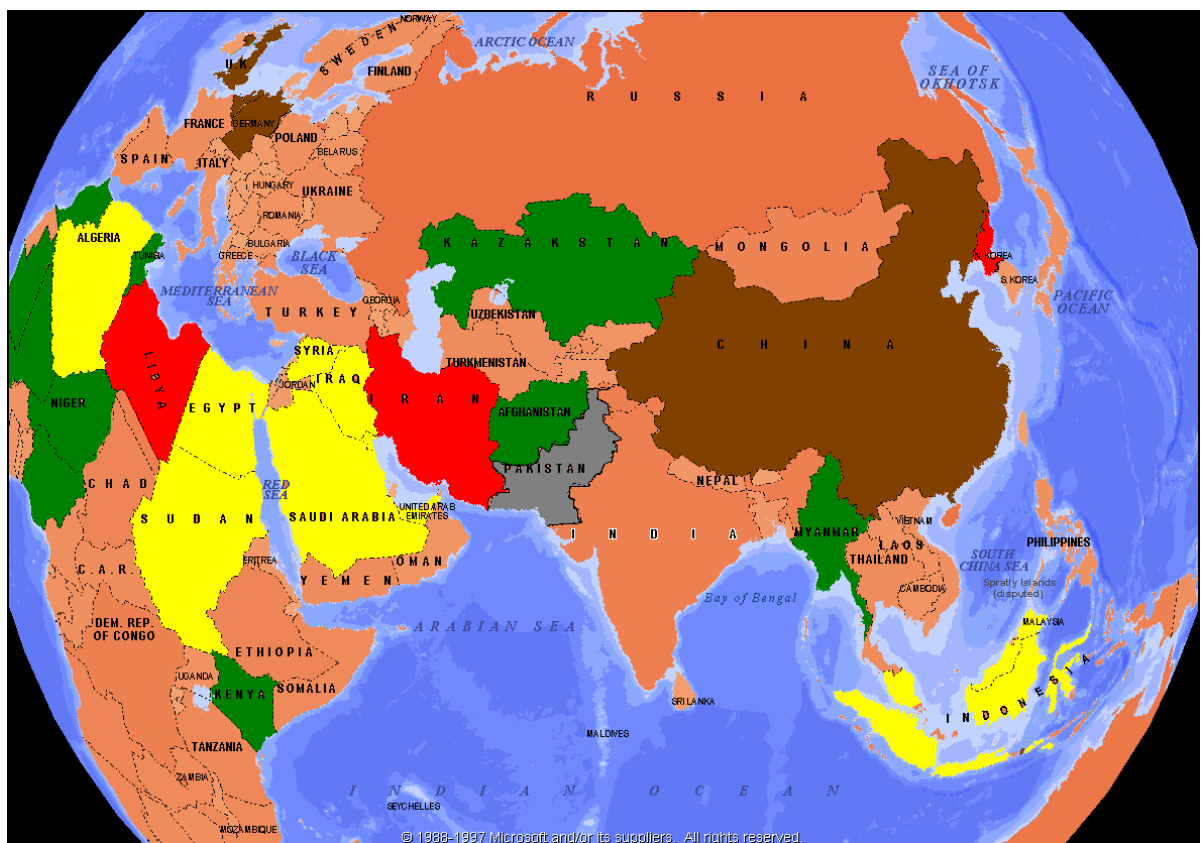 NORWAY
ARCTIC OCEAN
SWEDEN
U.K.
FINLAND
SEA OF
OKHOTSK
RUSSIA
FRANCE
GERMANY
POLAND
BELARUS
SPAIN
ITALY
HUNGARY
UKRAINE
ROMANIA
ALGERIA
TUNISIA
BULGARIA
GREECE
BLACK
SEA
KAZAKSTAN
MONGOLIA
N. KOREA
S. KOREA
MEDITERRANEAN
SEA
GEORGIA
TURKEY
UZBEKISTAN
PACIFIC
OCEAN
CHINA
LIBYA
SYRIA
TURKMENISTAN
IRAQ
JORDAN
IRAN
NIGER
EGYPT
AFGHANISTAN
PAKISTAN
CHAD
RED
SEA
NEPAL
SUDAN
SAUDI ARABIA
UNITED ARAB
EMIRATES
INDIA
MYANMAR
VIETNAM
LAOS
THAILAND
PHILIPPINES
SOUTH
CHINA SEA
C.A.R.
ERITREA
OMAN
YEMEN
CAMBODIA
Spratly Islands
(disputed)
Bay of Bengal
DEM. REP.
OF CONGO
ARABIAN SEA
MALAYSIA
ETHIOPIA
UGANDA
KENYA
SOMALIA
SRI LANKA
INDONESIA
TANZANIA
MALDIVES
ZAMBIA
INDIAN OCEAN
SEYCHELLES
MOZAMBIQUE
© 1988-1997 Microsoft and/or its suppliers. All rights reserved.